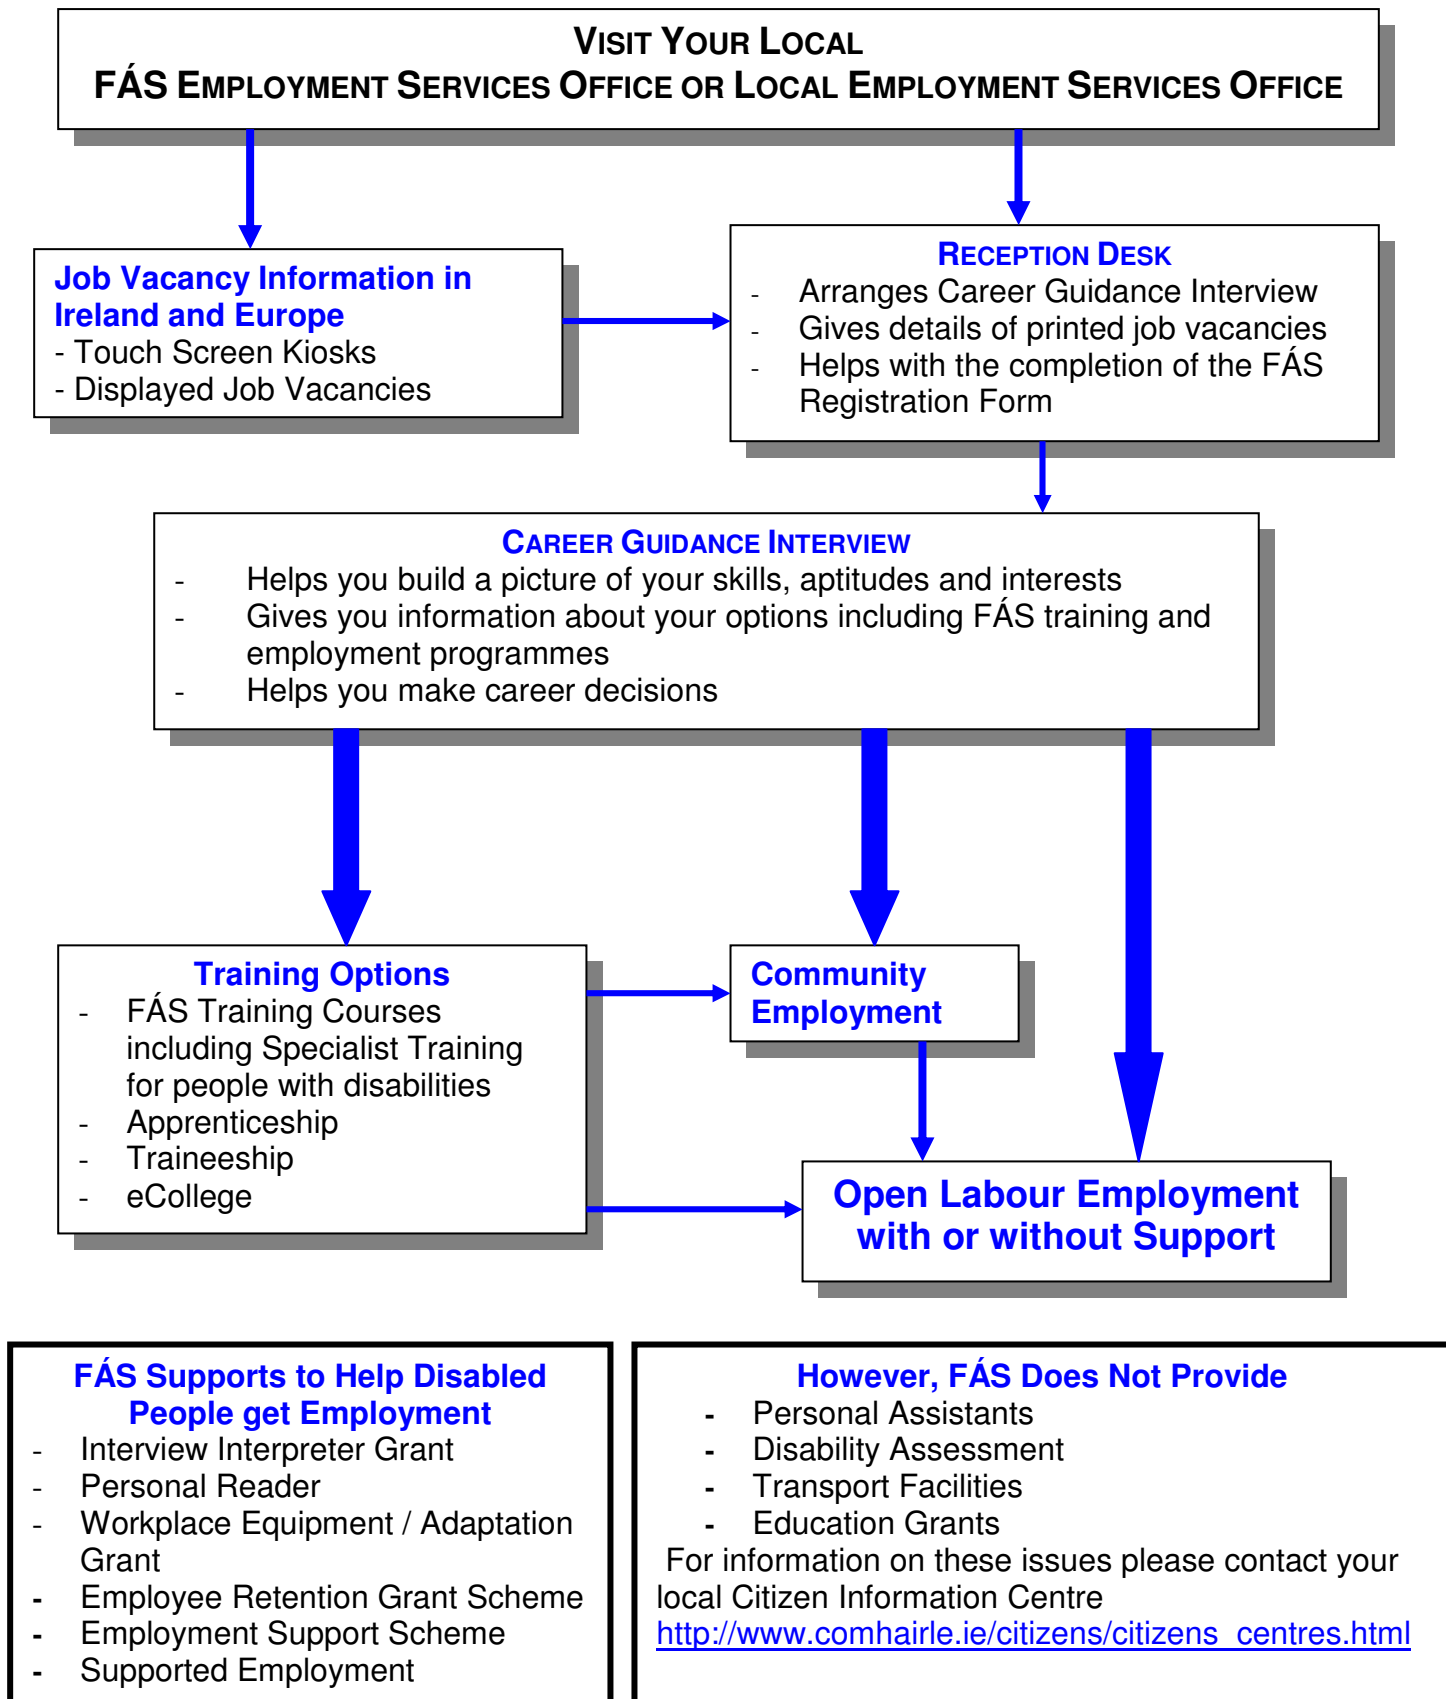 VISIT YOUR LOCAL
FÁS EMPLOYMENT SERVICES OFFICE OR LOCAL EMPLOYMENT SERVICES OFFICE
Job Vacancy Information in
Ireland and Europe
- Touch Screen Kiosks
- Displayed Job Vacancies
RECEPTION DESK
- Arranges Career Guidance Interview
- Gives details of printed job vacancies
- Helps with the completion of the FÁS
Registration Form
CAREER GUIDANCE INTERVIEW
- Helps you build a picture of your skills, aptitudes and interests
- Gives you information about your options including FÁS training and
employment programmes
- Helps you make career decisions
Training Options
- FÁS Training Courses
including Specialist Training
for people with disabilities
- Apprenticeship
- Traineeship
- eCollege
Community
Employment
Open Labour Employment
with or without Support
FÁS Supports to Help Disabled
People get Employment
- Interview Interpreter Grant
- Personal Reader
- Workplace Equipment / Adaptation
Grant
- Employee Retention Grant Scheme
- Employment Support Scheme
- Supported Employment
However, FÁS Does Not Provide
- Personal Assistants
- Disability Assessment
- Transport Facilities
- Education Grants
For information on these issues please contact your
local Citizen Information Centre
http://www.comhairle.ie/citizens/citizens_centres.html